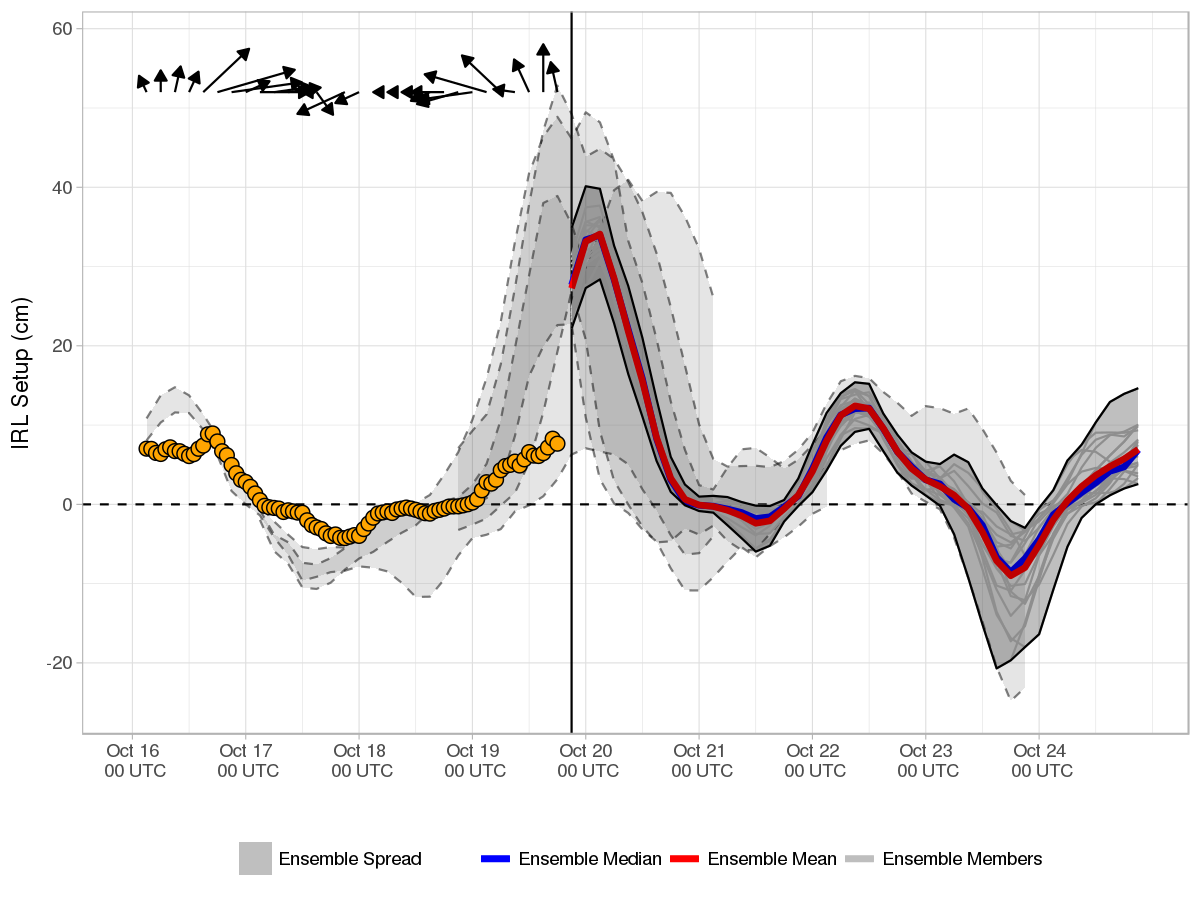 60
40
20
0
-20
IRL Setup (cm)
Oct 16 Oct 17 Oct 18 Oct 19 Oct 20 Oct 21 Oct 22 Oct 23 Oct 24
00 UTC 00 UTC 00 UTC 00 UTC 00 UTC 00 UTC 00 UTC 00 UTC 00 UTC
Ensemble Spread Ensemble Median Ensemble Mean Ensemble Members